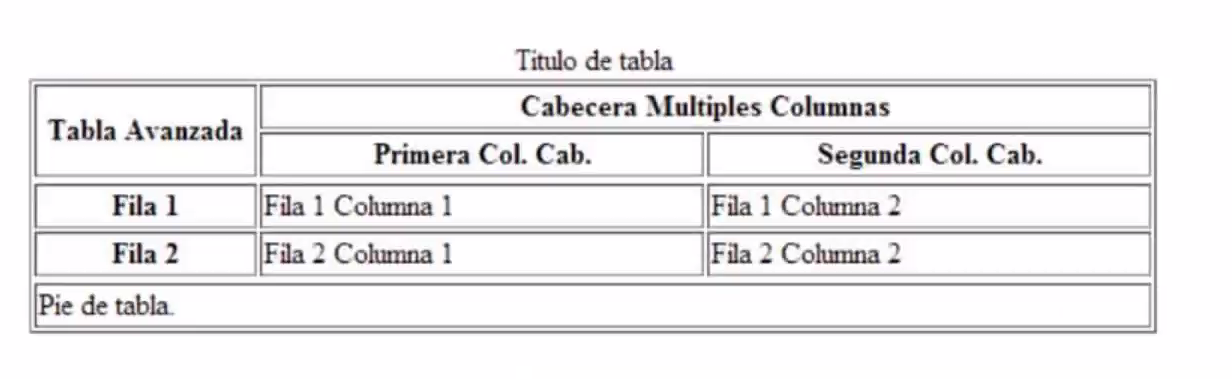 Titulo de tabla
Tabla Avanzada
Cabecera Multiples Columnas
Primera Col. Cab.
Segunda Col. Cab.
Fila 1
Fila 1 Columna 1
Fila 1 Columna 2
Fila 2
Fila 2 Columna 1
Fila 2 Columna 2
Pie de tabla.